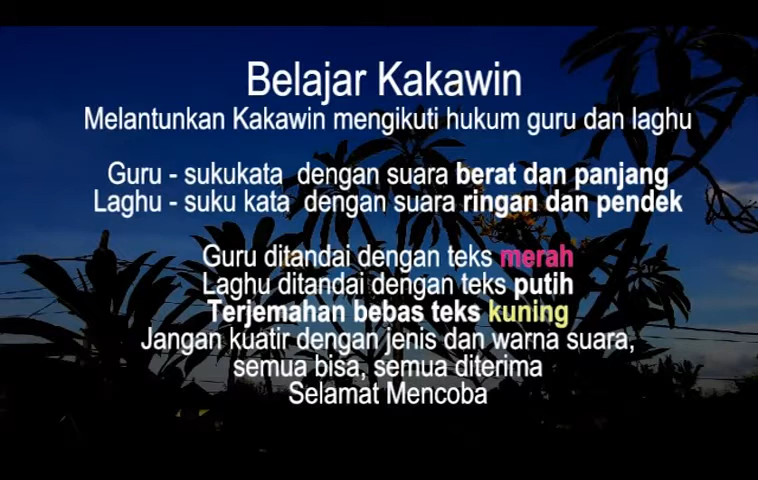 Belajar Kakawin
Melantunkan Kakawin mengikuti hukum guru dan laghu
Guru - sukukata dengan suara berat dan panjang
Laghu - suku kata dengan suara ringan dan pendek
Guru ditandai dengan teks merah
Laghu ditandai dengan teks putih
Terjemahan bebas teks kuning
Jangan kuatir dengan jenis dan warna suara,
semua bisa, semua diterima
Selamat Mencoba